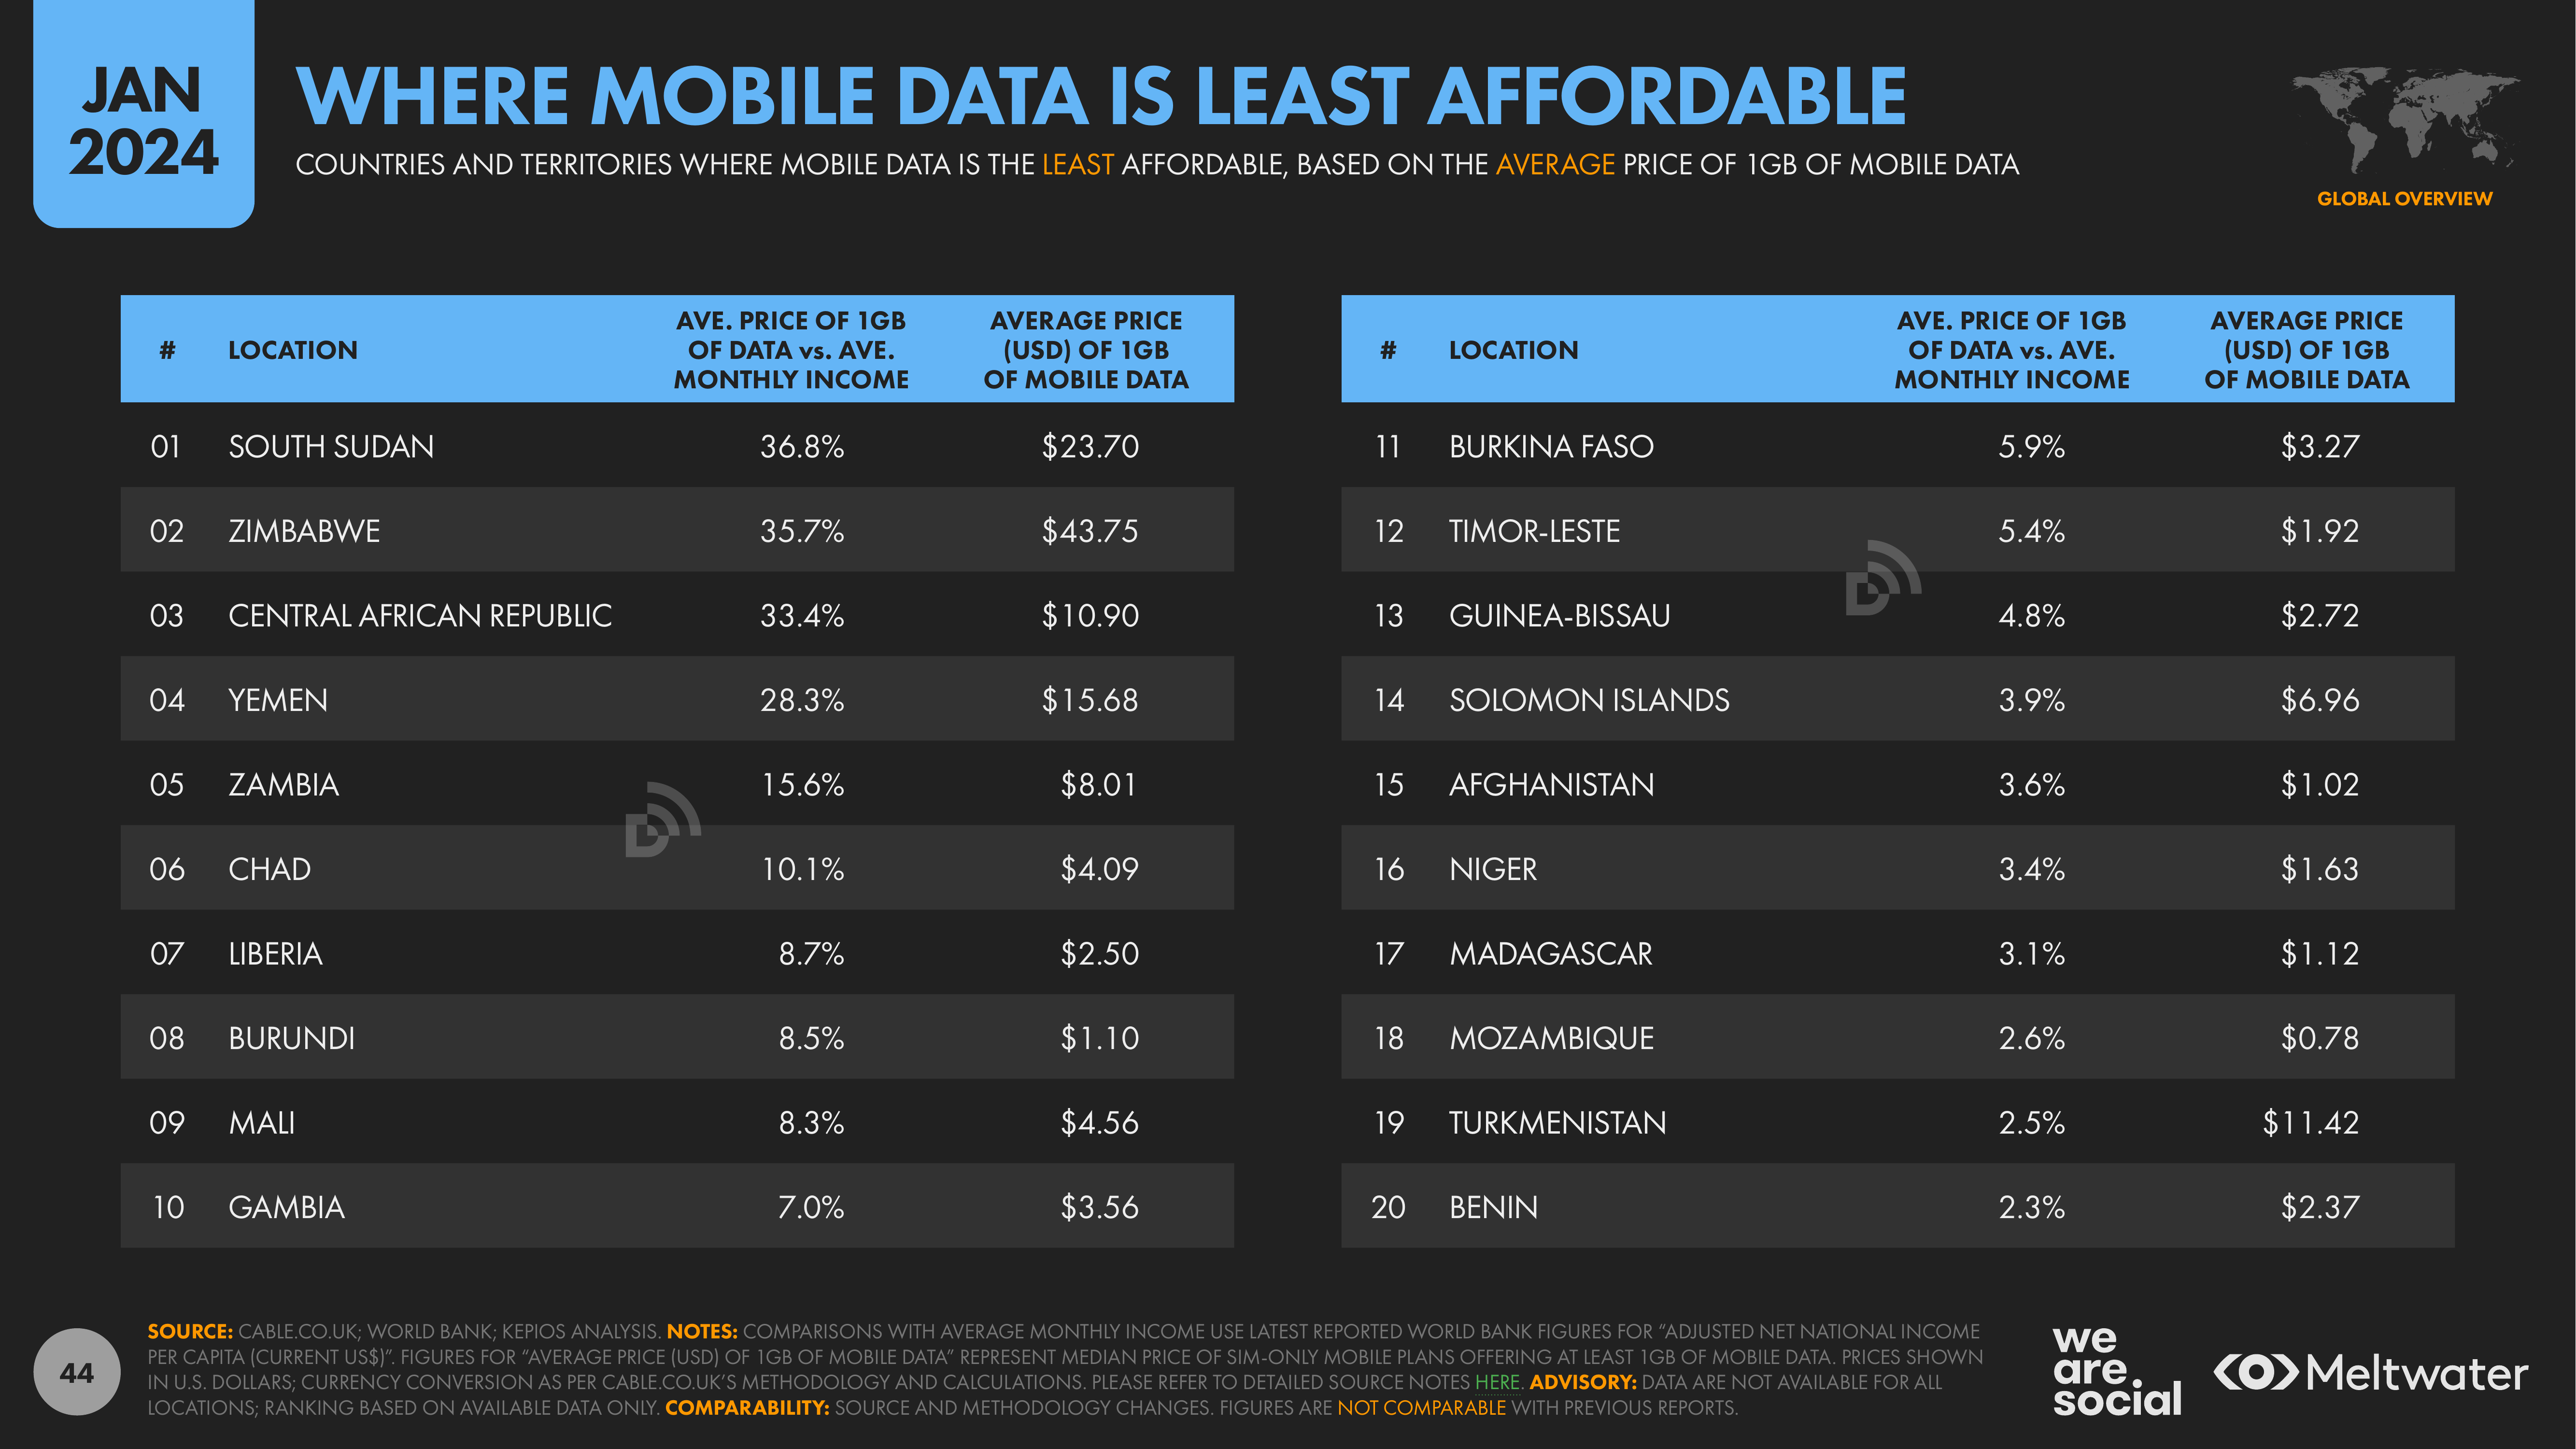 JAN
2024
WHERE MOBILE DATA IS LEAST AFFORDABLE
COUNTRIES AND TERRITORIES WHERE MOBILE DATA IS THE LEAST AFFORDABLE, BASED ON THE AVERAGE PRICE OF 1GB OF MOBILE DATA
GLOBAL OVERVIEW
# LOCATION AVE. PRICE OF 1GB OF DATA vs. AVE. MONTHLY INCOME AVERAGE PRICE (USD) OF 1GB OF MOBILE DATA
01 SOUTH SUDAN 36.8% $23.70
02 ZIMBABWE 35.7% $43.75
03 CENTRAL AFRICAN REPUBLIC 33.4% $10.90
04 YEMEN 28.3% $15.68
05 ZAMBIA 15.6% $8.01
06 CHAD 10.1% $4.09
07 LIBERIA 8.7% $2.50
08 BURUNDI 8.5% $1.10
09 MALI 8.3% $4.56
10 GAMBIA 7.0% $3.56
# LOCATION AVE. PRICE OF 1GB OF DATA vs. AVE. MONTHLY INCOME AVERAGE PRICE (USD) OF 1GB OF MOBILE DATA
11 BURKINA FASO 5.9% $3.27
12 TIMOR-LESTE 5.4% $1.92
13 GUINEA-BISSAU 4.8% $2.72
14 SOLOMON ISLANDS 3.9% $6.96
15 AFGHANISTAN 3.6% $1.02
16 NIGER 3.4% $1.63
17 MADAGASCAR 3.1% $1.12
18 MOZAMBIQUE 2.6% $0.78
19 TURKMENISTAN 2.5% $11.42
20 BENIN 2.3% $2.37
44
SOURCE: CABLE.CO.UK; WORLD BANK; KEPIOS ANALYSIS. NOTES: COMPARISONS WITH AVERAGE MONTHLY INCOME USE LATEST REPORTED WORLD BANK FIGURES FOR “ADJUSTED NET NATIONAL INCOME
PER CAPITA (CURRENT US$)”. FIGURES FOR “AVERAGE PRICE (USD) OF 1GB OF MOBILE DATA” REPRESENT MEDIAN PRICE OF SIM-ONLY MOBILE PLANS OFFERING AT LEAST 1GB OF MOBILE DATA. PRICES SHOWN
IN U.S. DOLLARS; CURRENCY CONVERSION AS PER CABLE.CO.UK’S METHODOLOGY AND CALCULATIONS. PLEASE REFER TO DETAILED SOURCE NOTES HERE. ADVISORY: DATA ARE NOT AVAILABLE FOR ALL
LOCATIONS; RANKING BASED ON AVAILABLE DATA ONLY. COMPARABILITY: SOURCE AND METHODOLOGY CHANGES. FIGURES ARE NOT COMPARABLE WITH PREVIOUS REPORTS.
we
are
social
Meltwater